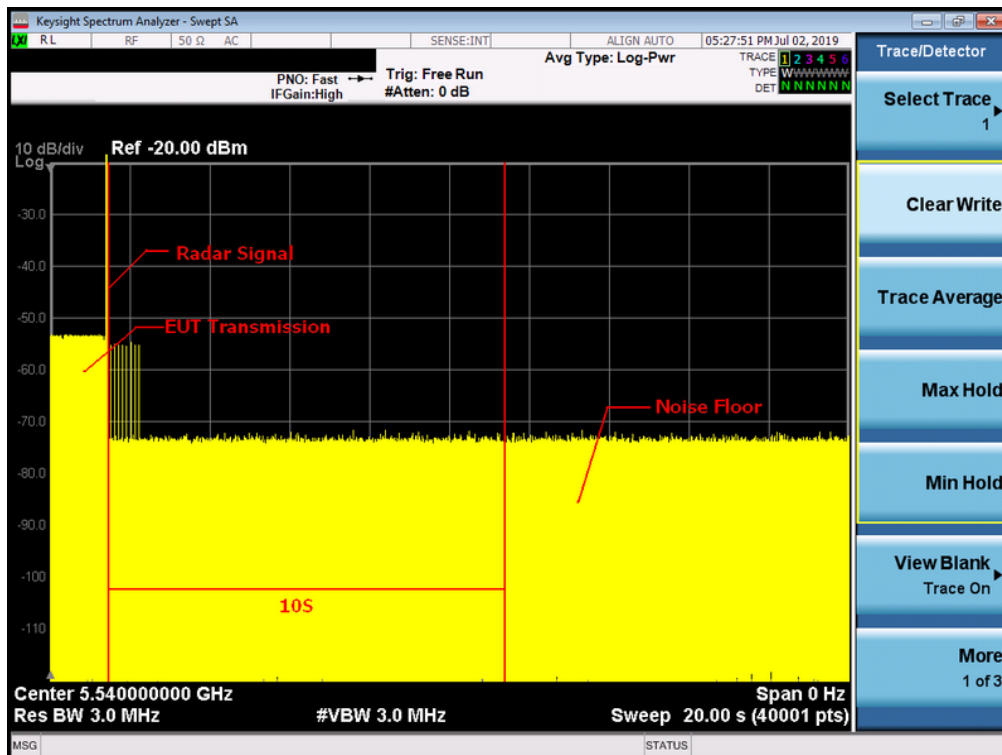 Keysight Spectrum Analyzer - Swept SA
LXI RL RF 50 Ω AC SENSE:INT ALIGN AUTO 05:27:51 PM Jul 02, 2019
PNO: Fast Trig: Free Run Avg Type: Log-Pwr TRACE 1 2 3 4 5 6
IFGain:High #Atten: 0 dB TYPE W WWWWW
DET N N N N N N
10 dB/div Ref -20.00 dBm
Log
-30.0
-40.0
-50.0
-60.0
-70.0
-80.0
-90.0
-100
-110
Radar Signal
EUT Transmission
Noise Floor
10S
Center 5.540000000 GHz Span 0 Hz
Res BW 3.0 MHz #VBW 3.0 MHz Sweep 20.00 s (40001 pts)
MSG STATUS
Trace/Detector
Select Trace
1
Clear Write
Trace Average
Max Hold
Min Hold
View Blank
Trace On
More
1 of 3